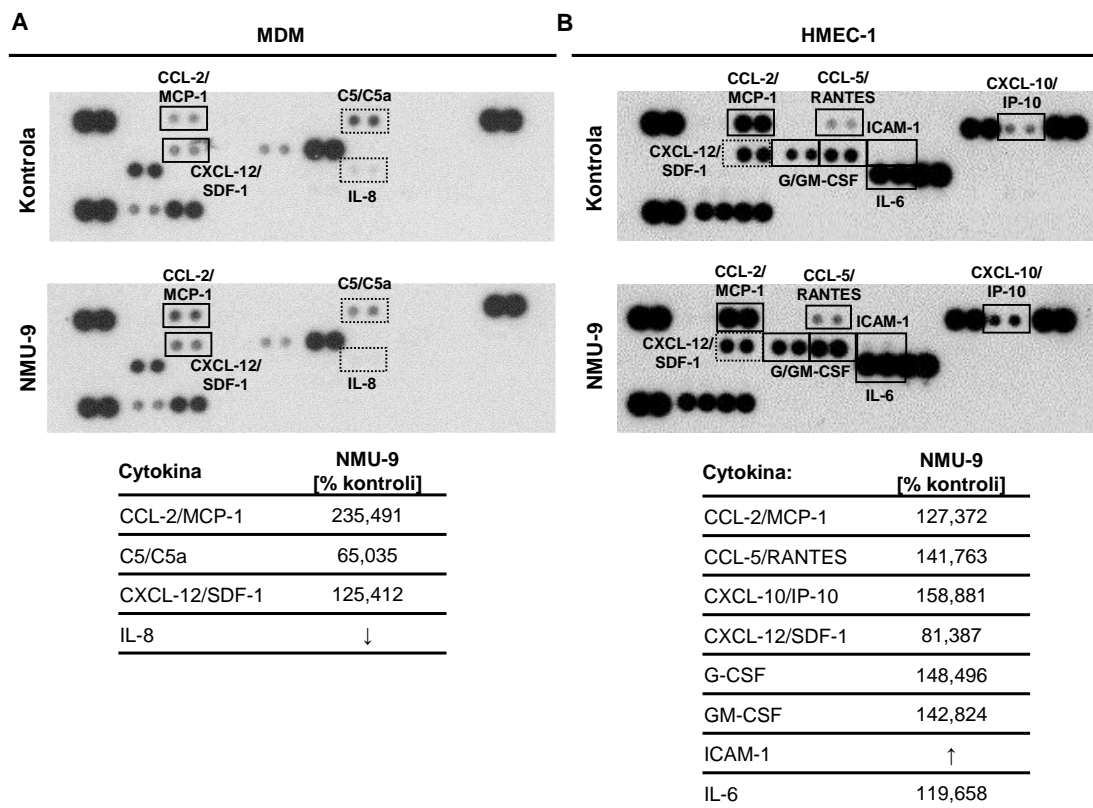 A
MDM
Kontrola
CCL-2/
MCP-1
C5/C5a
CXCL-12/
SDF-1
IL-8
NMU-9
CCL-2/
MCP-1
C5/C5a
CXCL-12/
SDF-1
IL-8
Cytokina
NMU-9
[% kontroli]
CCL-2/MCP-1 235,491
C5/C5a 65,035
CXCL-12/SDF-1 125,412
IL-8 ↓
B
HMEC-1
Kontrola
CCL-2/
MCP-1
CCL-5/
RANTES
CXCL-10/
IP-10
ICAM-1
CXCL-12/
SDF-1
G/GM-CSF
IL-6
NMU-9
CCL-2/
MCP-1
CCL-5/
RANTES
CXCL-10/
IP-10
ICAM-1
CXCL-12/
SDF-1
G/GM-CSF
IL-6
Cytokina:
NMU-9
[% kontroli]
CCL-2/MCP-1 127,372
CCL-5/RANTES 141,763
CXCL-10/IP-10 158,881
CXCL-12/SDF-1 81,387
G-CSF 148,496
GM-CSF 142,824
ICAM-1 ↑
IL-6 119,658